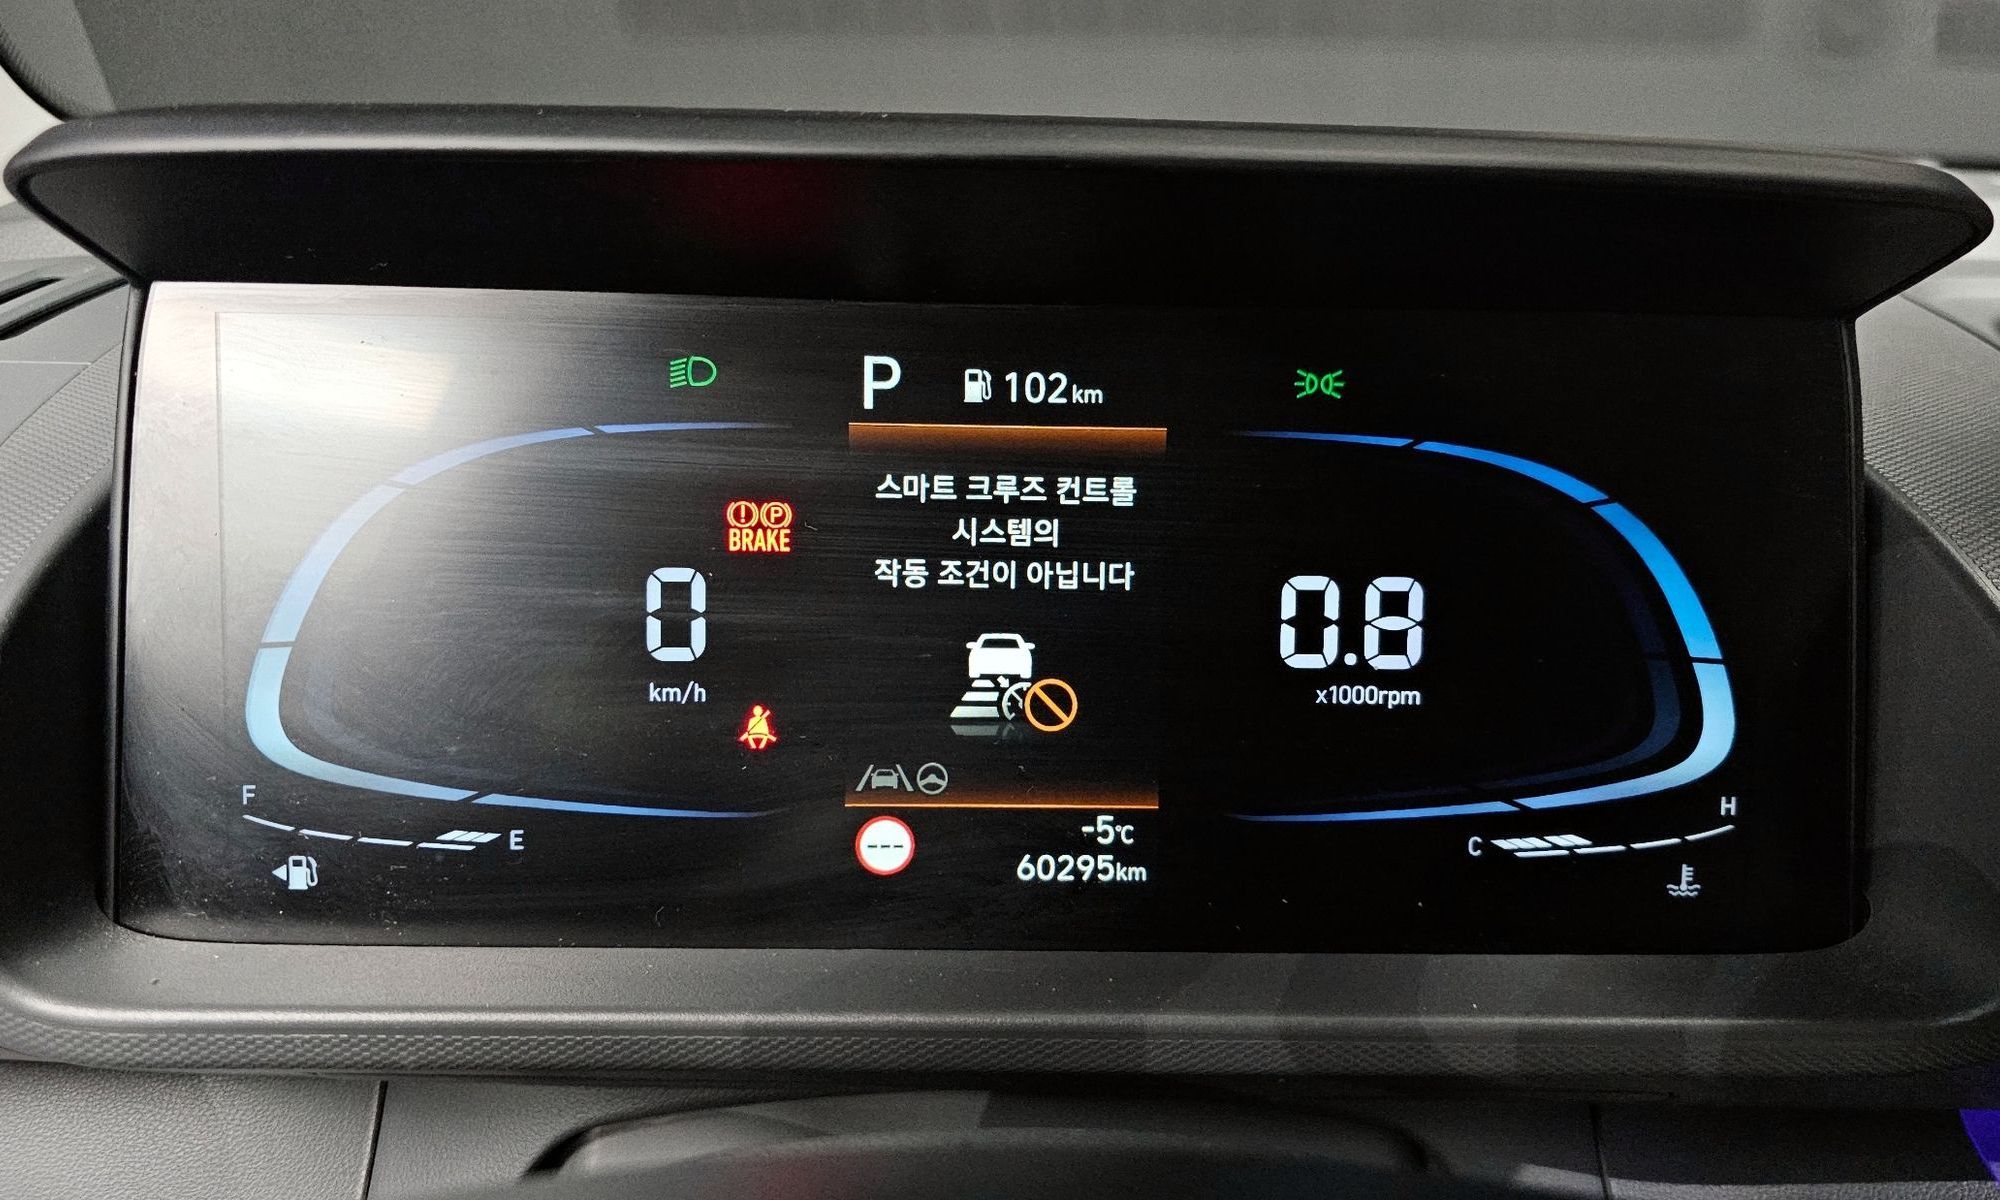 P 102km
스마트 크루즈 컨트롤
시스템의
작동 조건이 아닙니다
BRAKE
0
km/h
0.8
x1000rpm
F
E
---
-5℃
60295km
C
H